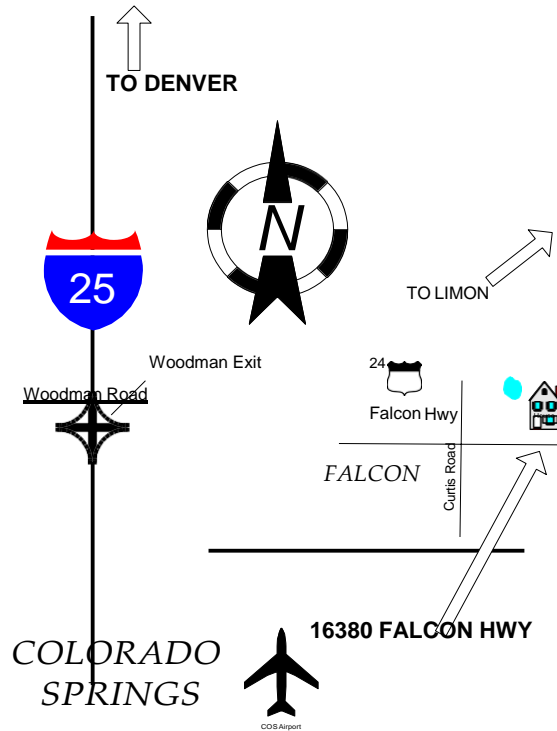 TO DENVER
N
25
TO LIMON
Woodman Exit
24
Woodman Road
Falcon Hwy
FALCON
Curtis Road
16380 FALCON HWY
COLORADO
SPRINGS
COS Airport